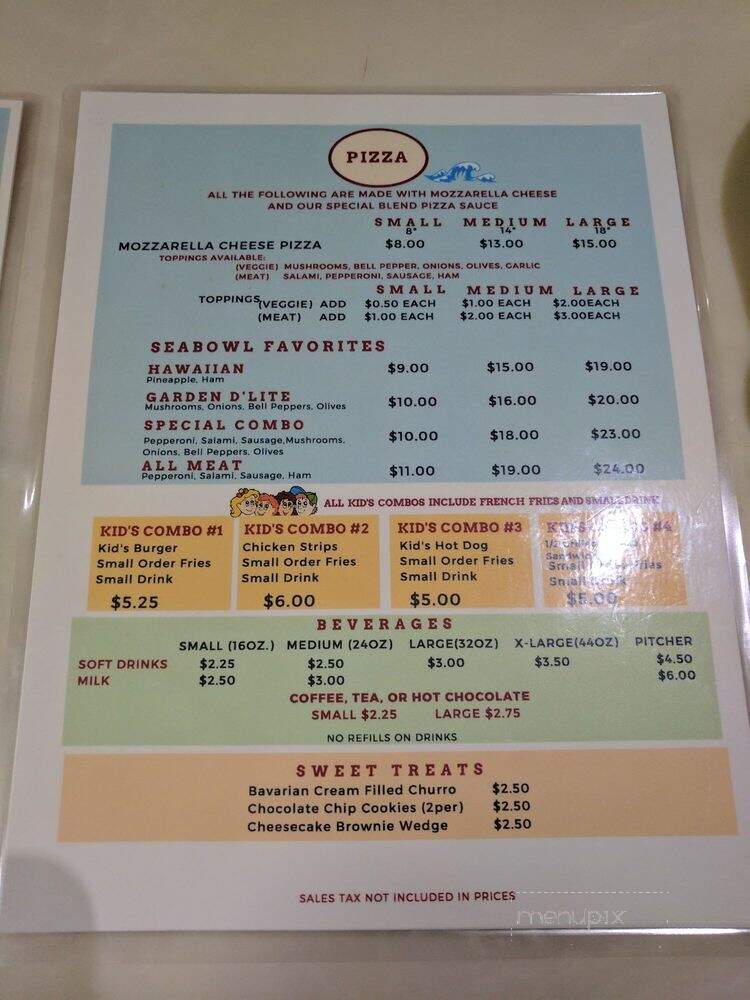 PIZZA
ALL THE FOLLOWING ARE MADE WITH MOZZARELLA CHEESE
AND OUR SPECIAL BLEND PIZZA SAUCE
SMALL MEDIUM LARGE
8" 14" 18"
MOZZARELLA CHEESE PIZZA $8.00 $13.00 $15.00
TOPPINGS AVAILABLE:
(VEGGIE) MUSHROOMS, BELL PEPPER, ONIONS, OLIVES, GARLIC
(MEAT) SALAMI, PEPPERONI, SAUSAGE, HAM
SMALL MEDIUM LARGE
TOPPINGS (VEGGIE) ADD $0.50 EACH $1.00 EACH $2.00EACH
(MEAT) ADD $1.00 EACH $2.00 EACH $3.00EACH
SEABOWL FAVORITES
HAWAIIAN $9.00 $15.00 $19.00
Pineapple, Ham
GARDEN D'LITE $10.00 $16.00 $20.00
Mushrooms, Onions, Bell Peppers, Olives
SPECIAL COMBO
Pepperoni, Salami, Sausage,Mushrooms, $10.00 $18.00 $23.00
Onions, Bell Peppers, Olives
ALL MEAT $11.00 $19.00 $24.00
Pepperoni, Salami, Sausage, Ham
ALL KID'S COMBOS INCLUDE FRENCH FRIES AND SMALL DRINK
KID'S COMBO #1
Kid's Burger
Small Order Fries
Small Drink
$5.25
KID'S COMBO #2
Chicken Strips
Small Order Fries
Small Drink
$6.00
KID'S COMBO #3
Kid's Hot Dog
Small Order Fries
Small Drink
$5.00
#4
1/2
Small Fries
Small Drink
BEVERAGES
SMALL (16OZ.) MEDIUM (24OZ) LARGE(32OZ) X-LARGE(44OZ) PITCHER
SOFT DRINKS $2.25 $2.50 $3.00 $3.50 $4.50
MILK $2.50 $3.00 $6.00
COFFEE, TEA, OR HOT CHOCOLATE
SMALL $2.25 LARGE $2.75
NO REFILLS ON DRINKS
SWEET TREATS
Bavarian Cream Filled Churro $2.50
Chocolate Chip Cookies (2per) $2.50
Cheesecake Brownie Wedge $2.50
SALES TAX NOT INCLUDED IN PRICES
menupix